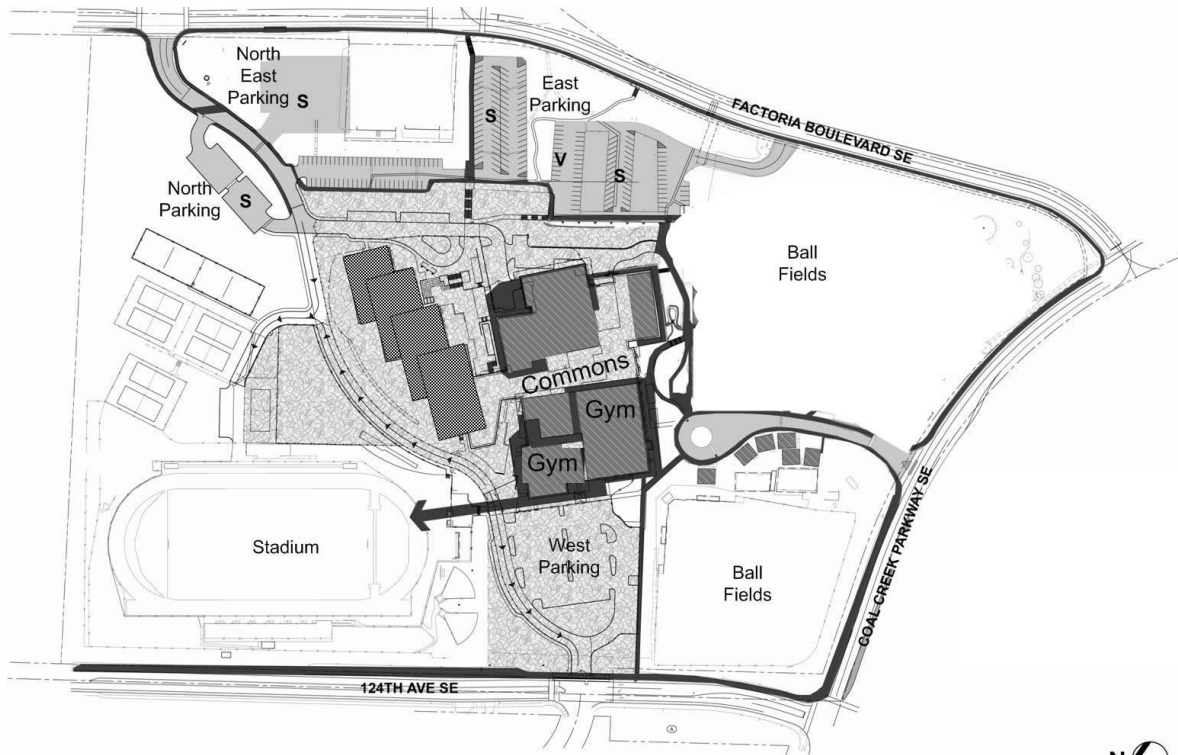 North
East
Parking
S
S
East
Parking
V
S
FACTORIA BOULEVARD SE
North
Parking
S
Ball
Fields
Commons
Gym
Gym
Stadium
West
Parking
Ball
Fields
COAL CREEK PARKWAY SE
124TH AVE SE
A
N